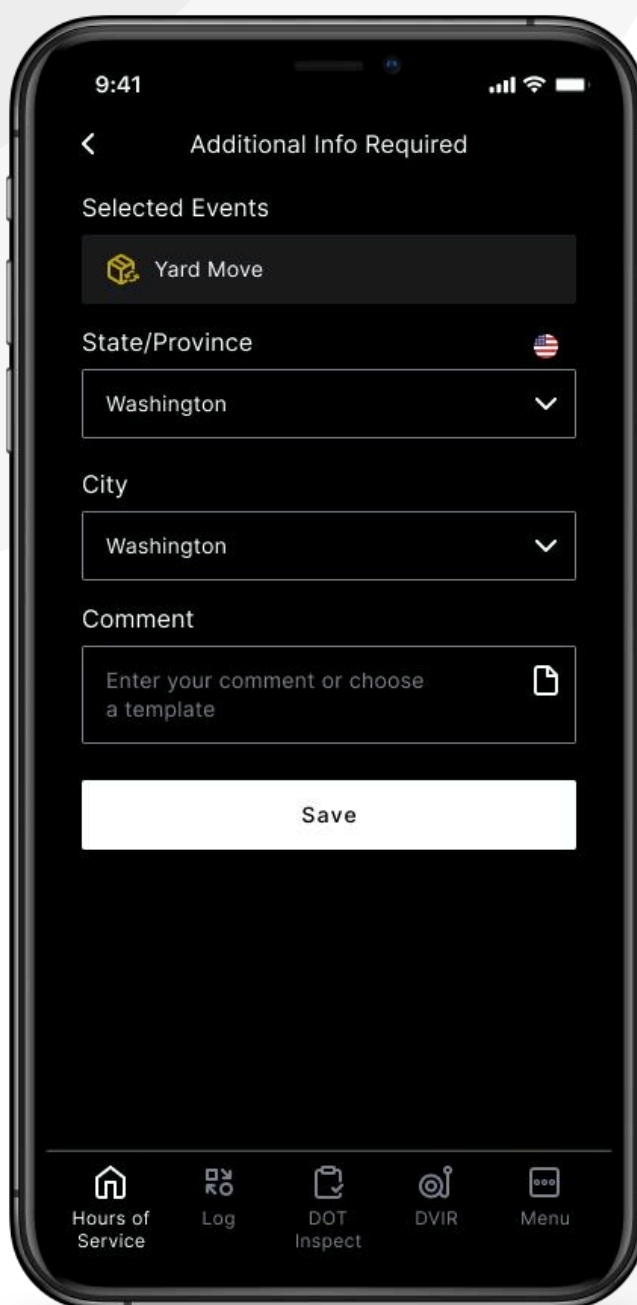 9:41
Additional Info Required
Selected Events
Yard Move
State/Province
Washington
City
Washington
Comment
Enter your comment or choose
a template
Save
Hours of
Service
Log
DOT
Inspect
DVIR
Menu